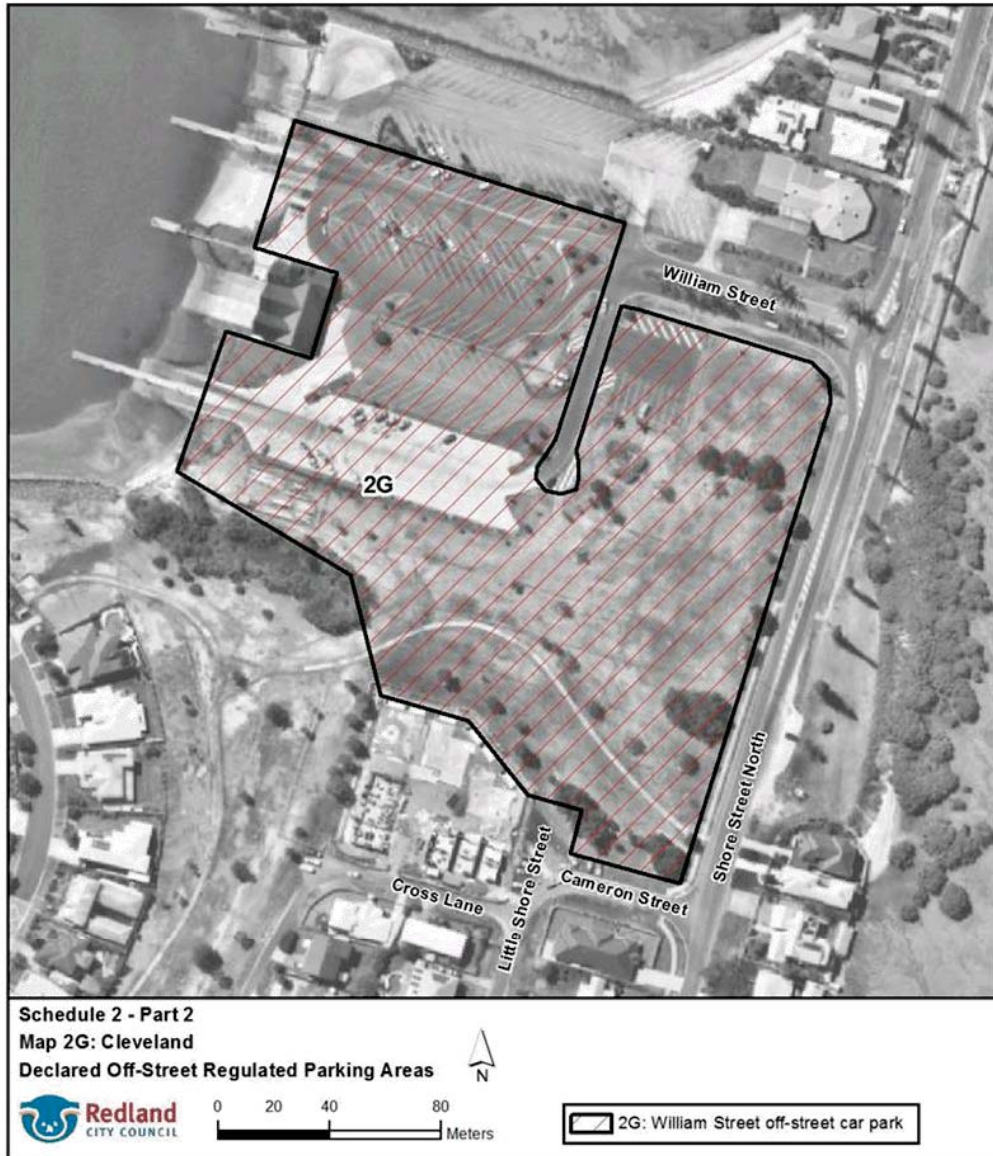 William Street
2G
Shore Street North
Little Shore Street
Cameron Street
Cross Lane
Schedule 2 - Part 2
Map 2G: Cleveland
Declared Off-Street Regulated Parking Areas
N
Redland
CITY COUNCIL
0 20 40 80
Meters
2G: William Street off-street car park